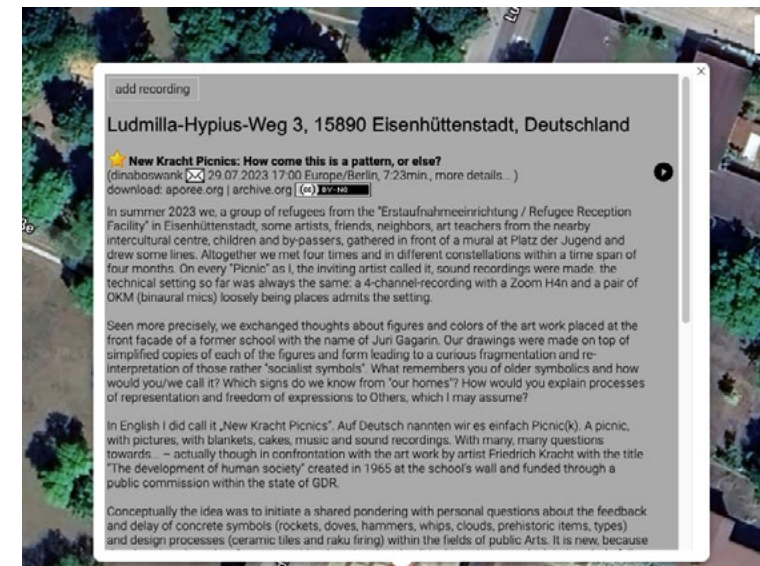 add recording
Ludmilla-Hypius-Weg 3, 15890 Eisenhüttenstadt, Deutschland
New Kracht Picnics: How come this is a pattern, or else?
(dinaboswank 29.07.2023 17:00 Europe/Berlin, 7:23min., more details... )
download: aporee.org | archive.org (cc) BY-NC
In summer 2023 we, a group of refugees from the "Erstaufnahmeeinrichtung / Refugee Reception
Facility" in Eisenhüttenstadt, some artists, friends, neighbors, art teachers from the nearby
intercultural centre, children and by-passers, gathered in front of a mural at Platz der Jugend and
drew some lines. Altogether we met four times and in different constellations within a time span of
four months. On every "Picnic" as I, the inviting artist called it, sound recordings were made. the
technical setting so far was always the same: a 4-channel-recording with a Zoom H4n and a pair of
OKM (binaural mics) loosely being places admits the setting.
Seen more precisely, we exchanged thoughts about figures and colors of the art work placed at the
front facade of a former school with the name of Juri Gagarin. Our drawings were made on top of
simplified copies of each of the figures and form leading to a curious fragmentation and re-
interpretation of those rather "socialist symbols". What remembers you of older symbolics and how
would you/we call it? Which signs do we know from "our homes"? How would you explain processes
of representation and freedom of expressions to Others, which I may assume?
In English I did call it „New Kracht Picnics". Auf Deutsch nannten wir es einfach Picnic(k). A picnic,
with pictures, with blankets, cakes, music and sound recordings. With many, many questions
towards... – actually though in confrontation with the art work by artist Friedrich Kracht with the title
"The development of human society" created in 1965 at the school's wall and funded through a
public commission within the state of GDR.
Conceptually the idea was to initiate a shared pondering with personal questions about the feedback
and delay of concrete symbols (rockets, doves, hammers, whips, clouds, prehistoric items, types)
and design processes (ceramic tiles and raku firing) within the fields of public Arts. It is new, because